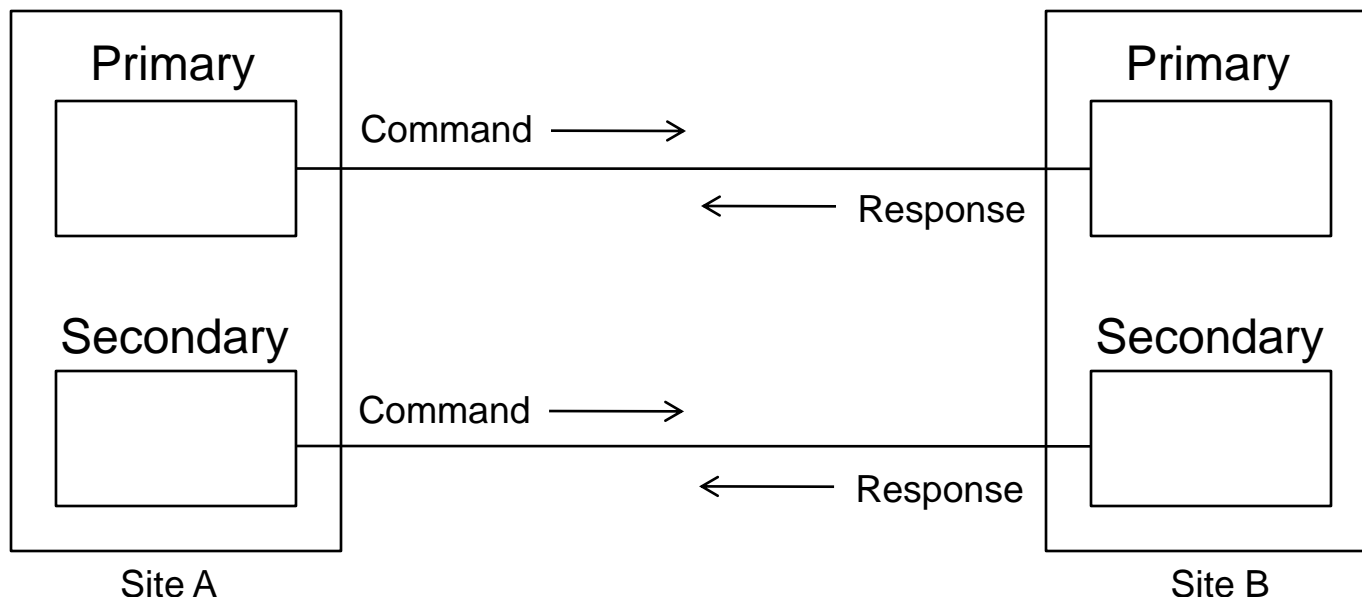 Primary
Primary
Command
Response
Secondary
Secondary
Command
Response
Site A
Site B